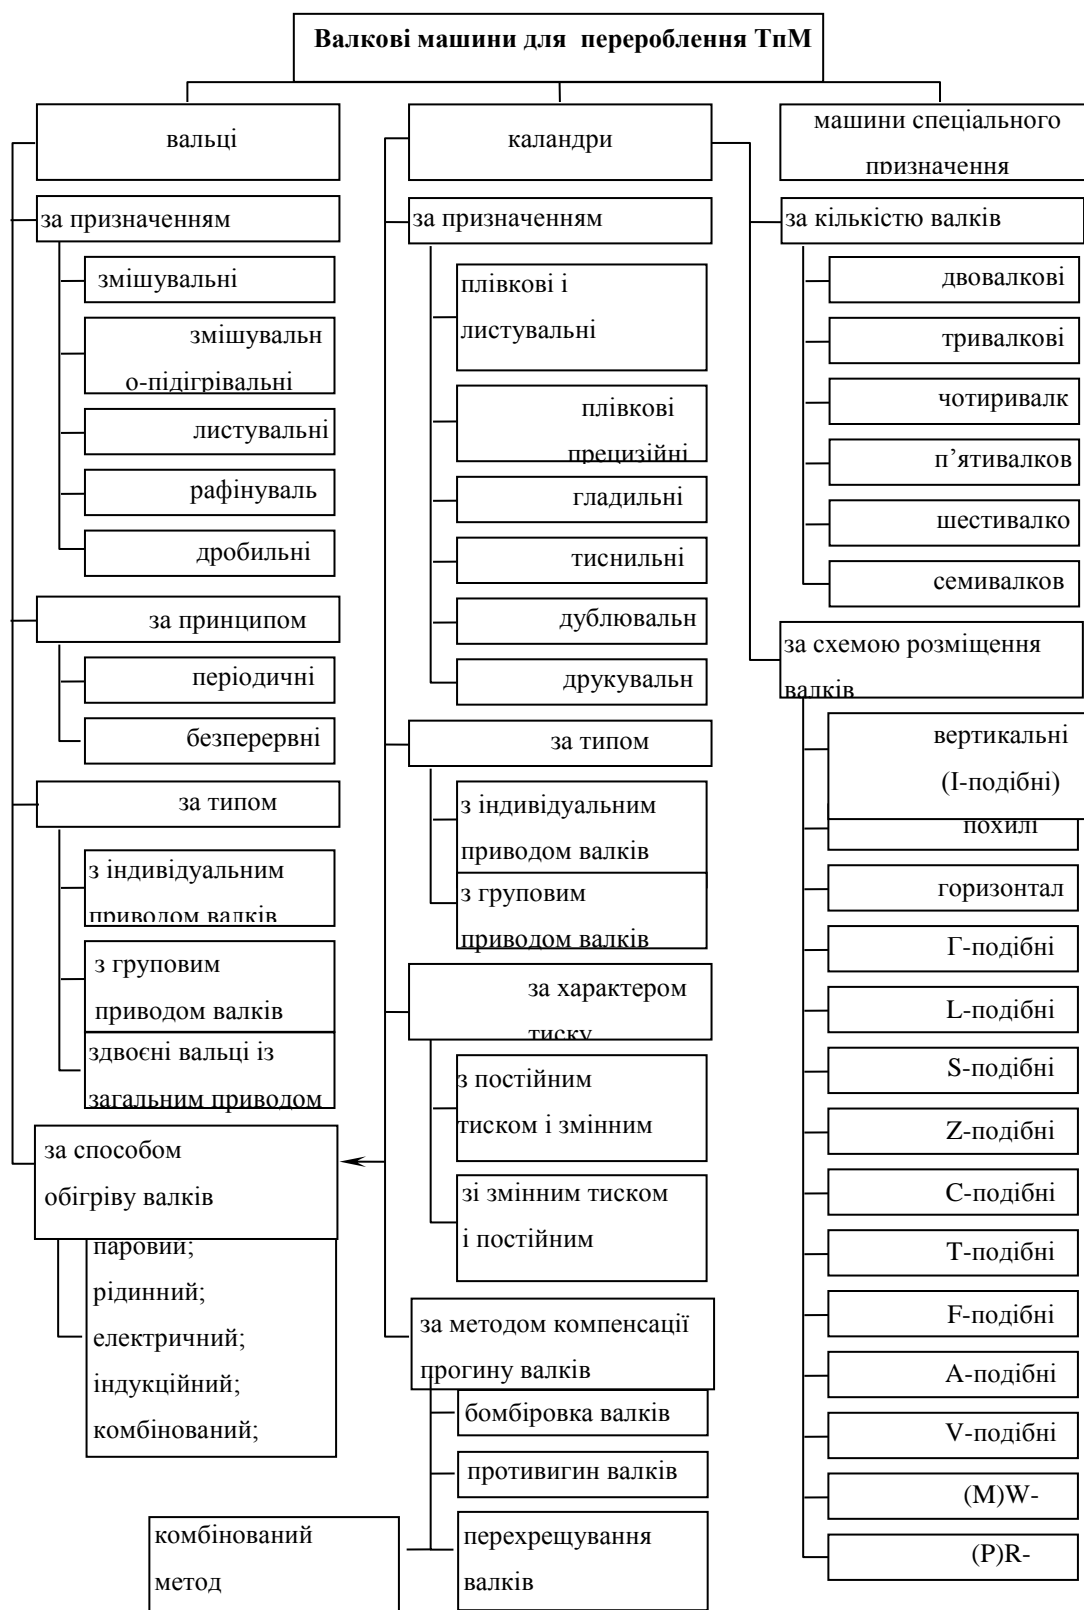 Валкові машини для перероблення ТпМ
вальці
за призначенням
змішувальні
змішувальн
о-підігрівальні
листувальні
рафінуваль
дробильні
за принципом
періодичні
безперервні
за типом
з індивідуальним
приводом валків
з груповим
приводом валків
здвоєні вальці із
загальним приводом
за способом
обігріву валків
паровий;
рідинний;
електричний;
індукційний;
комбінований;
каландри
за призначенням
плівкові і
листувальні
плівкові
прецизійні
гладильні
тиснильні
дублювальн
друкувальн
за типом
з індивідуальним
приводом валків
з груповим
приводом валків
за характером
тиску
з постійним
тиском і змінним
зі змінним тиском
і постійним
за методом компенсації
прогину валків
бомбіровка валків
противигин валків
перехрещування
валків
комбінований
метод
машини спеціального
призначення
за кількістю валків
двовалкові
тривалкові
чотиривалк
п’ятивалков
шестивалко
семивалков
за схемою розміщення
валків
вертикальні
(I-подібні)
похилі
горизонтал
Г-подібні
L-подібні
S-подібні
Z-подібні
C-подібні
T-подібні
F-подібні
A-подібні
V-подібні
(M)W-
(P)R-